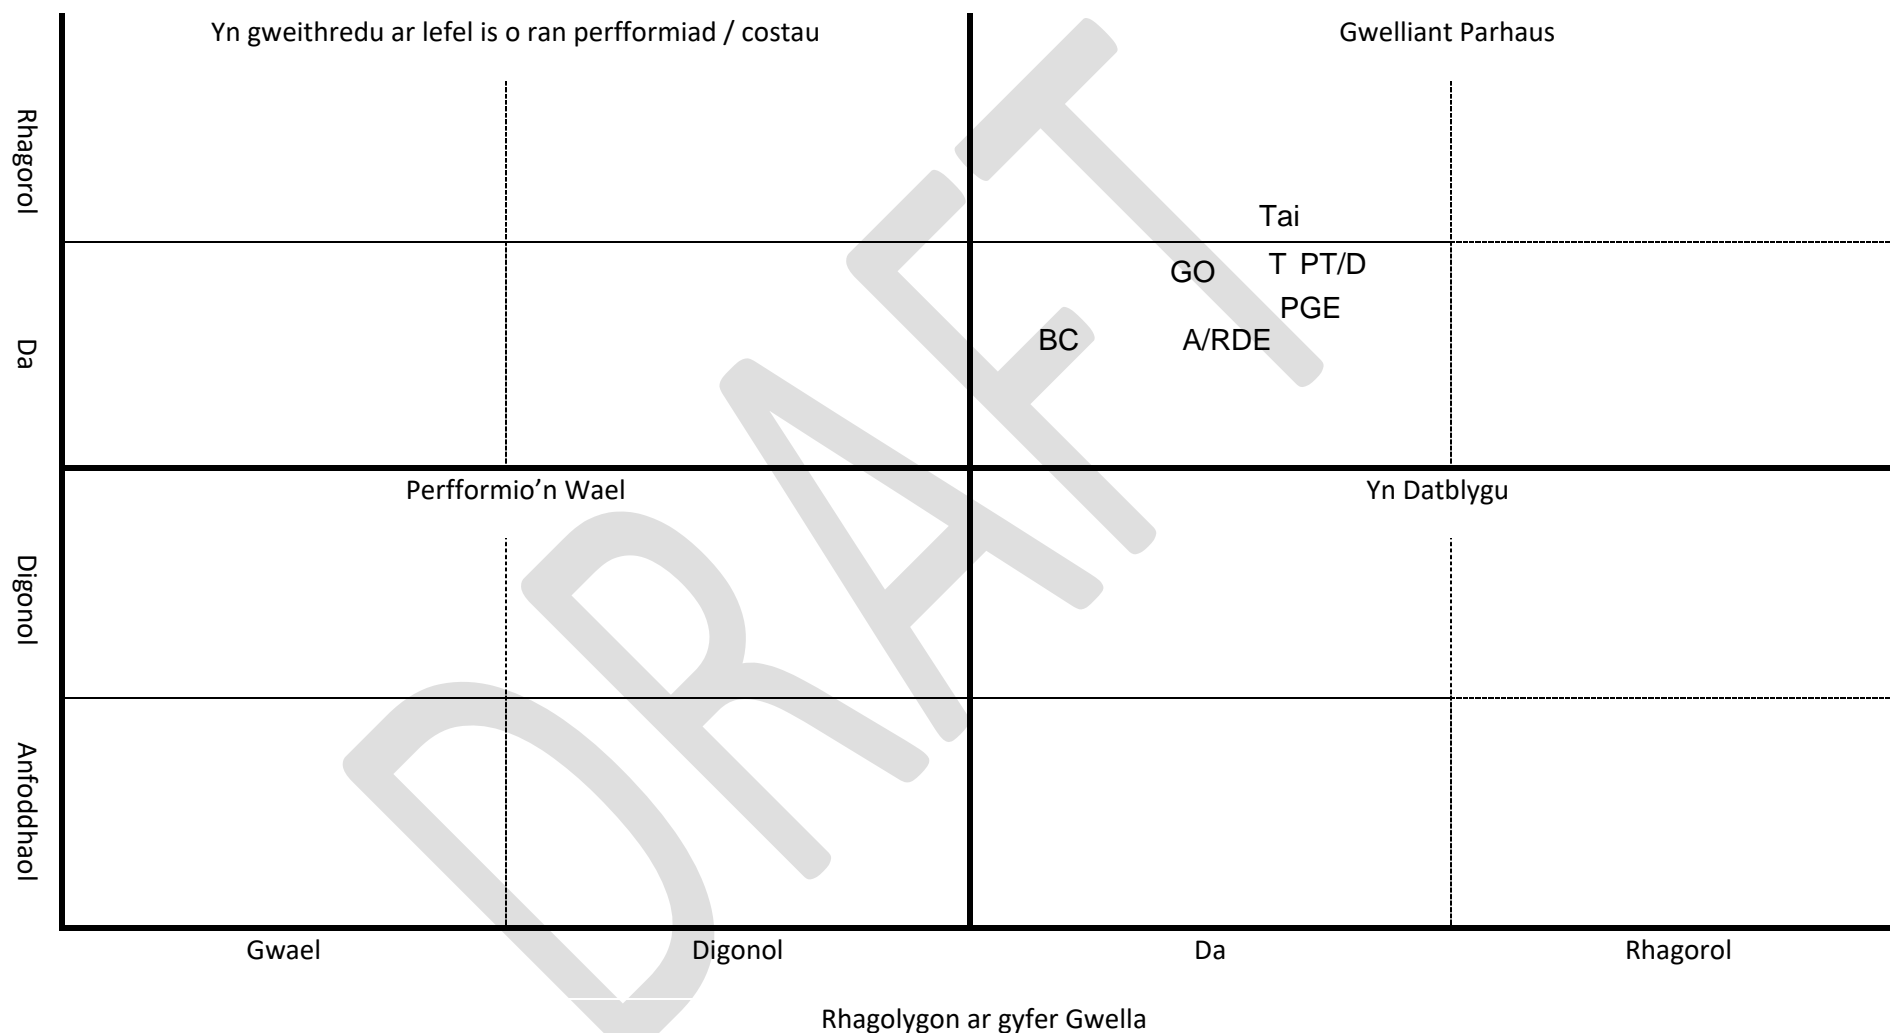 Yn gweithredu ar lefel is o ran perfformiad / costau
Gwelliant Parhaus
Rhagorol
Tai
GO
T PT/D
PGE
Da
BC
A/RDE
Perfformio’n Wael
Yn Datblygu
Digonol
Anfoddhaol
Gwael
Digonol
Da
Rhagorol
Rhagolygon ar gyfer Gwella
DRAFT